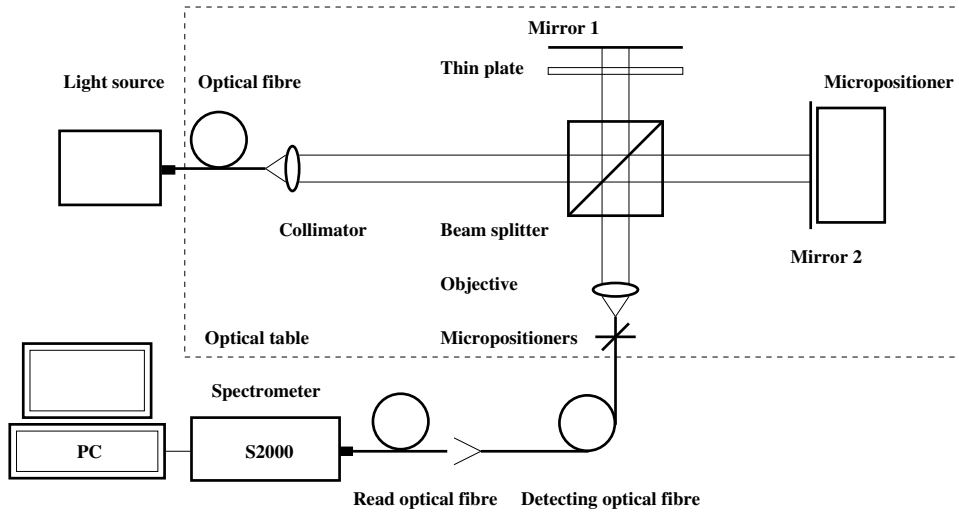 Mirror 1
Thin plate
Light source
Optical fibre
Micropositioner
Collimator
Beam splitter
Mirror 2
Objective
Optical table
Micropositioners
Spectrometer
PC
S2000
Read optical fibre
Detecting optical fibre